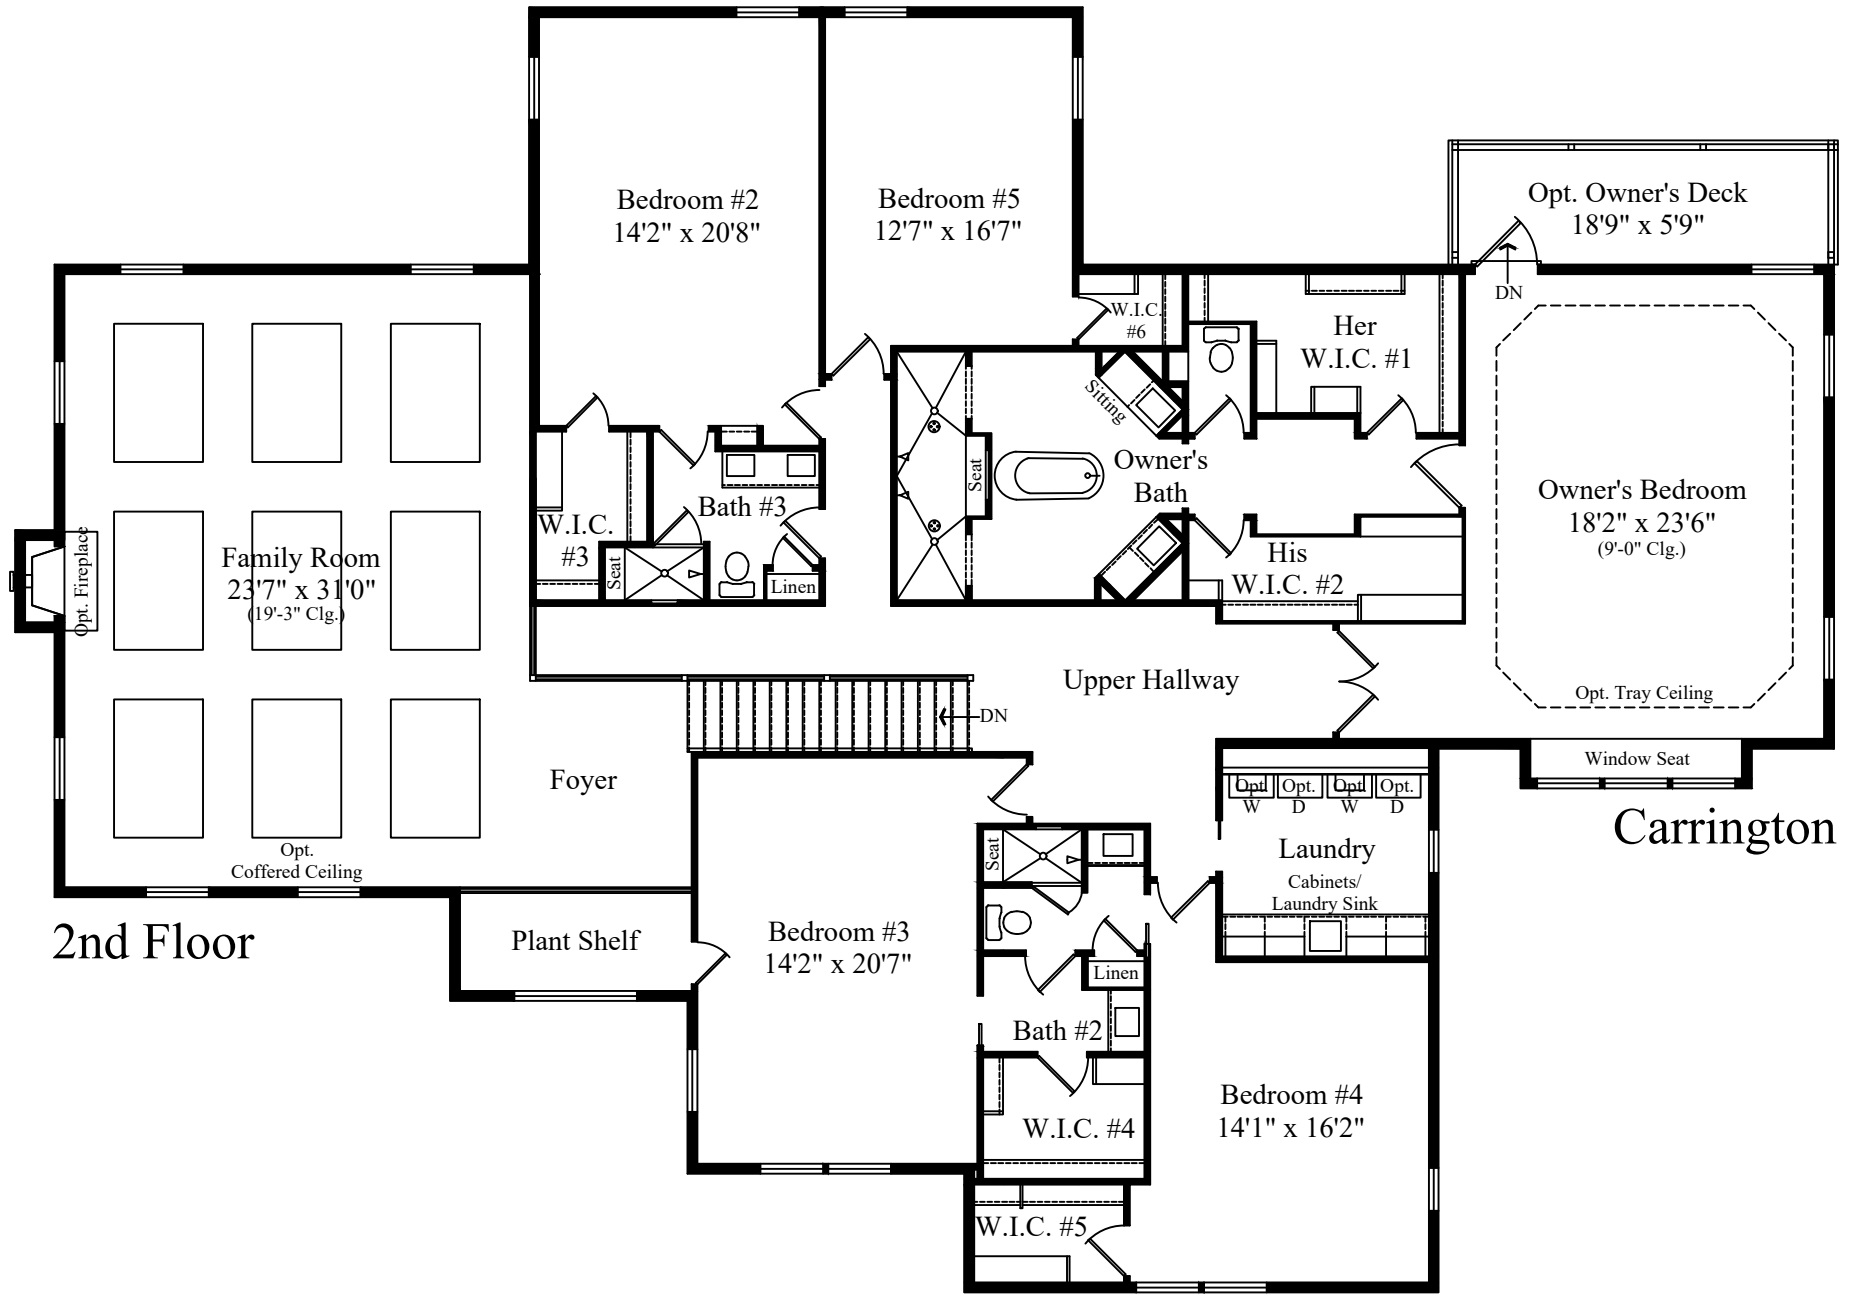 Bedroom #2
14'2" x 20'8"
Bedroom #5
12'7" x 16'7"
Opt. Owner's Deck
18'9" x 5'9"
DN
W.I.C.
#6
Her
W.I.C. #1
Sitting
Owner's
Bath
Seat
Owner's Bedroom
18'2" x 23'6"
(9'-0" Clg.)
Opt. Tray Ceiling
Window Seat
His
W.I.C. #2
Bath #3
W.I.C.
#3
Seat
Linen
Opt. Fireplace
Family Room
23'7" x 31'0"
(19'-3" Clg.)
Upper Hallway
DN
Foyer
Opt.
Coffered Ceiling
Opt.
W
Opt.
D
Opt.
W
Opt.
D
Laundry
Cabinets/
Laundry Sink
Carrington
2nd Floor
Plant Shelf
Bedroom #3
14'2" x 20'7"
Seat
Linen
Bath #2
W.I.C. #4
Bedroom #4
14'1" x 16'2"
W.I.C. #5